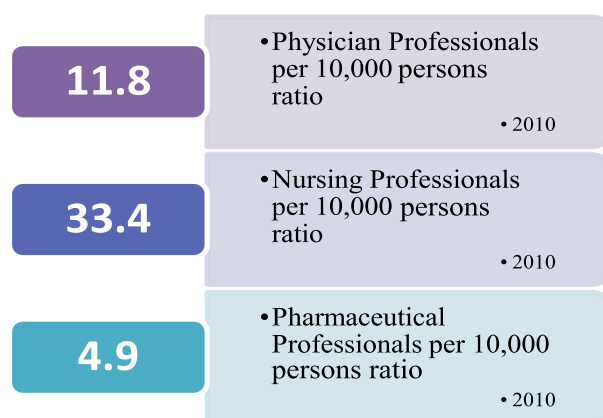 11.8
•Physician Professionals
per 10,000 persons
ratio
• 2010
33.4
•Nursing Professionals
per 10,000 persons
ratio
• 2010
4.9
•Pharmaceutical
Professionals per 10,000
persons ratio
• 2010